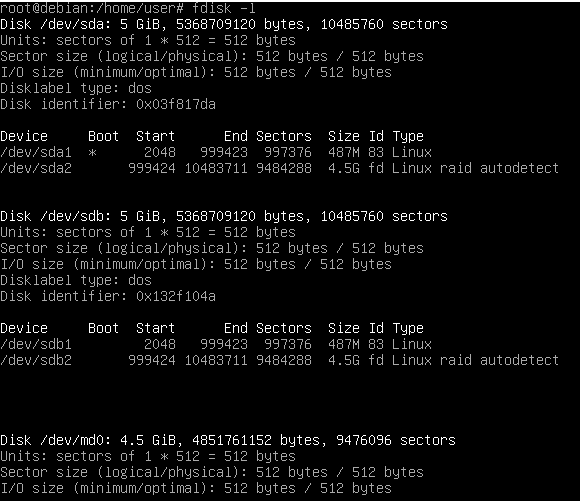 root@debian:/home/user# fdisk -l
Disk /dev/sda: 5 GiB, 5368709120 bytes, 10485760 sectors
Units: sectors of 1 * 512 = 512 bytes
Sector size (logical/physical): 512 bytes / 512 bytes
I/O size (minimum/optimal): 512 bytes / 512 bytes
Disklabel type: dos
Disk identifier: 0x03f817da
Device     Boot  Start      End Sectors  Size Id Type
/dev/sda1  *      2048   999423  997376  487M 83 Linux
/dev/sda2       999424 10483711 9484288  4.5G fd Linux raid autodetect
Disk /dev/sdb: 5 GiB, 5368709120 bytes, 10485760 sectors
Units: sectors of 1 * 512 = 512 bytes
Sector size (logical/physical): 512 bytes / 512 bytes
I/O size (minimum/optimal): 512 bytes / 512 bytes
Disklabel type: dos
Disk identifier: 0x132f104a
Device     Boot  Start      End Sectors  Size Id Type
/dev/sdb1         2048   999423  997376  487M 83 Linux
/dev/sdb2       999424 10483711 9484288  4.5G fd Linux raid autodetect
Disk /dev/md0: 4.5 GiB, 4851761152 bytes, 9476096 sectors
Units: sectors of 1 * 512 = 512 bytes
Sector size (logical/physical): 512 bytes / 512 bytes
I/O size (minimum/optimal): 512 bytes / 512 bytes